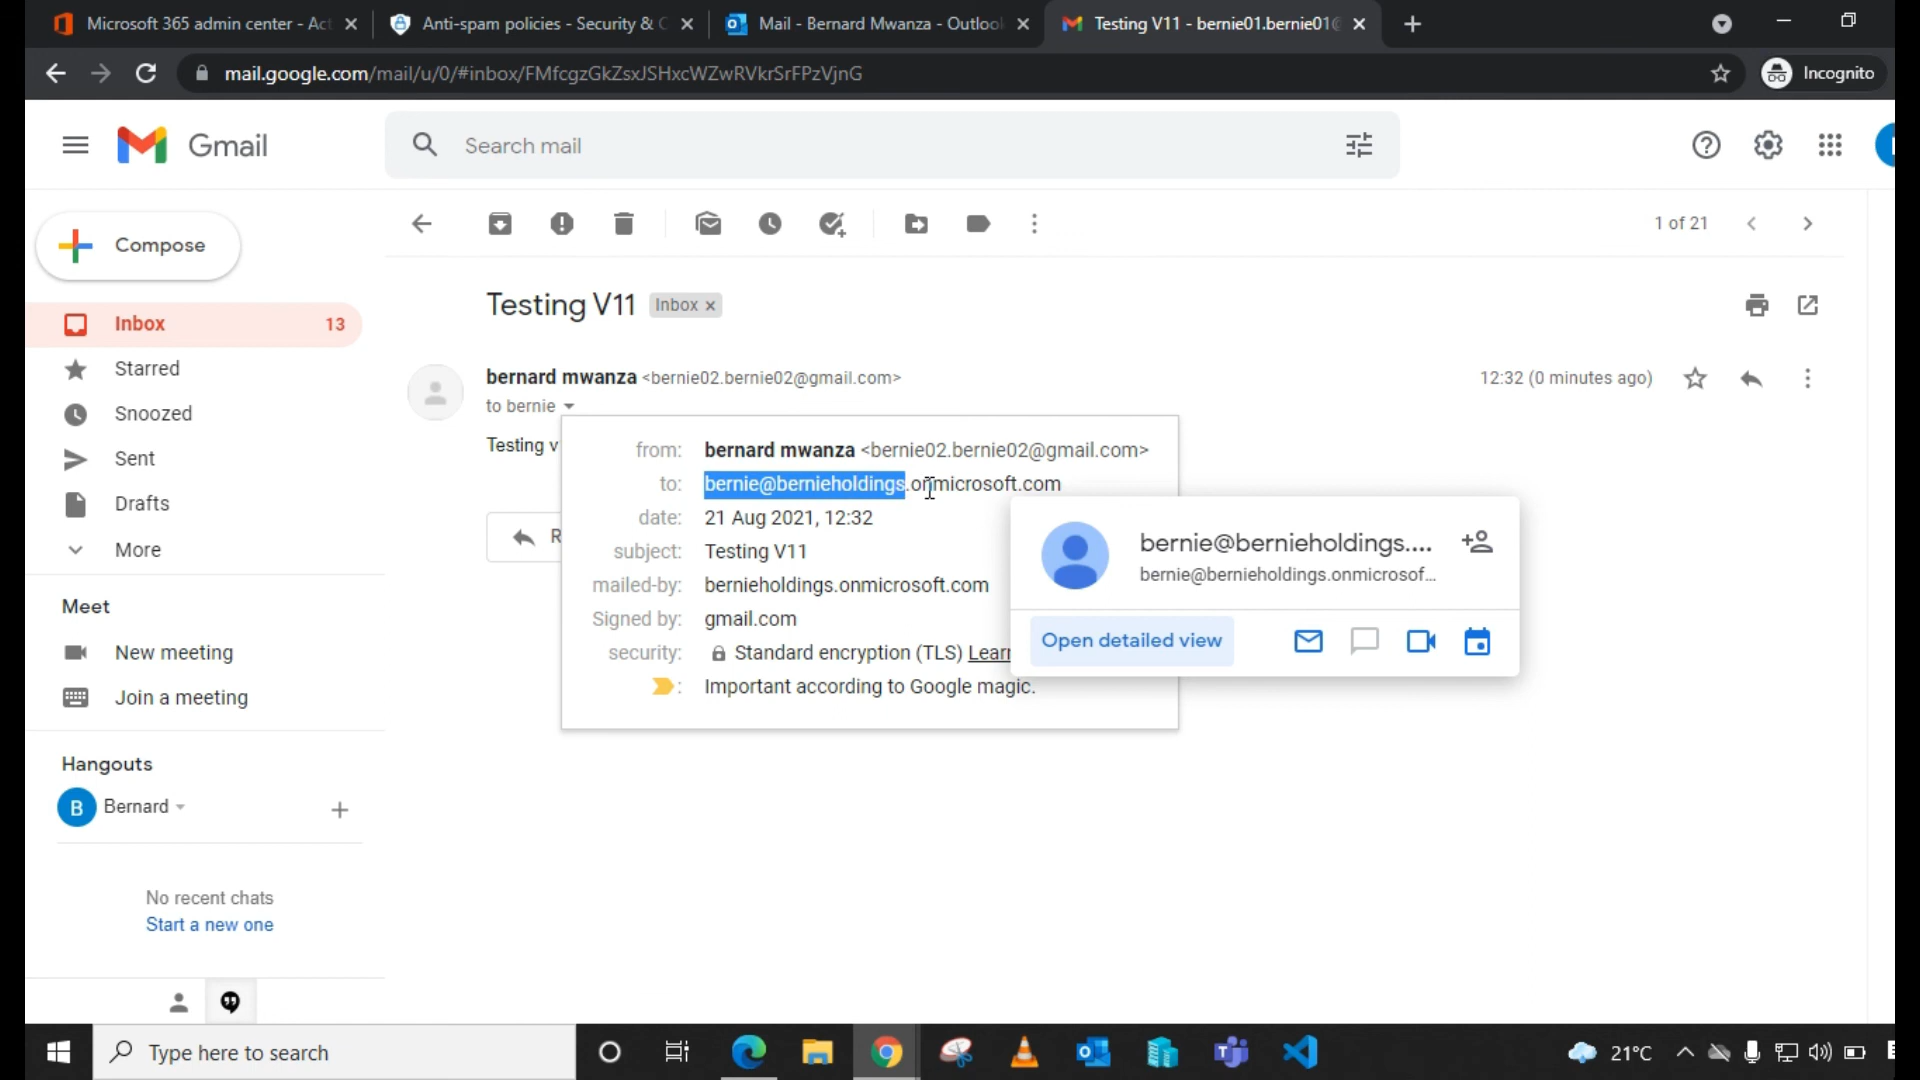 Microsoft 365 admin center - Act
Anti-spam policies - Security & C
Mail - Bernard Mwanza - Outlook
Testing V11 - bernie01.bernie01@
mail.google.com/mail/u/0/#inbox/FMfcgzGkZsxJSHxcWZwRVkrSrFPzVjnG
Incognito
Gmail
Search mail
Compose
1 of 21
Inbox 13
Starred
Snoozed
Sent
Drafts
More
Meet
New meeting
Join a meeting
Hangouts
B Bernard
No recent chats
Start a new one
Testing V11 Inbox
bernard mwanza <bernie02.bernie02@gmail.com>
12:32 (0 minutes ago)
to bernie
Testing v
R
from: bernard mwanza <bernie02.bernie02@gmail.com>
to: bernie@bernieholdings.onmicrosoft.com
date: 21 Aug 2021, 12:32
subject: Testing V11
mailed-by: bernieholdings.onmicrosoft.com
Signed by: gmail.com
security: Standard encryption (TLS) Learn
: Important according to Google magic.
bernie@bernieholdings....
bernie@bernieholdings.onmicrosof...
Open detailed view
Type here to search
21°C